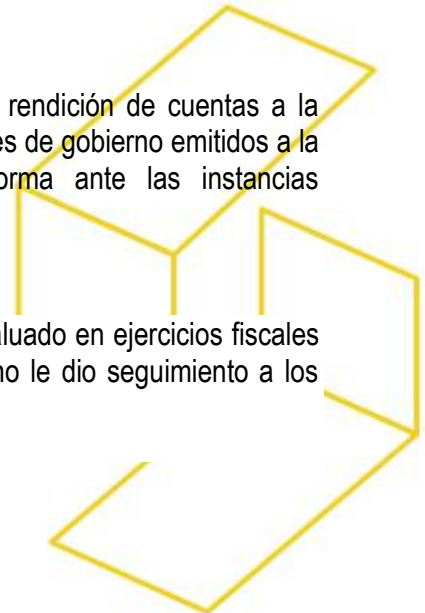 rendición de cuentas a la
es de gobierno emitidos a la
orma ante las instancias
aluado en ejercicios fiscales
no le dio seguimiento a los